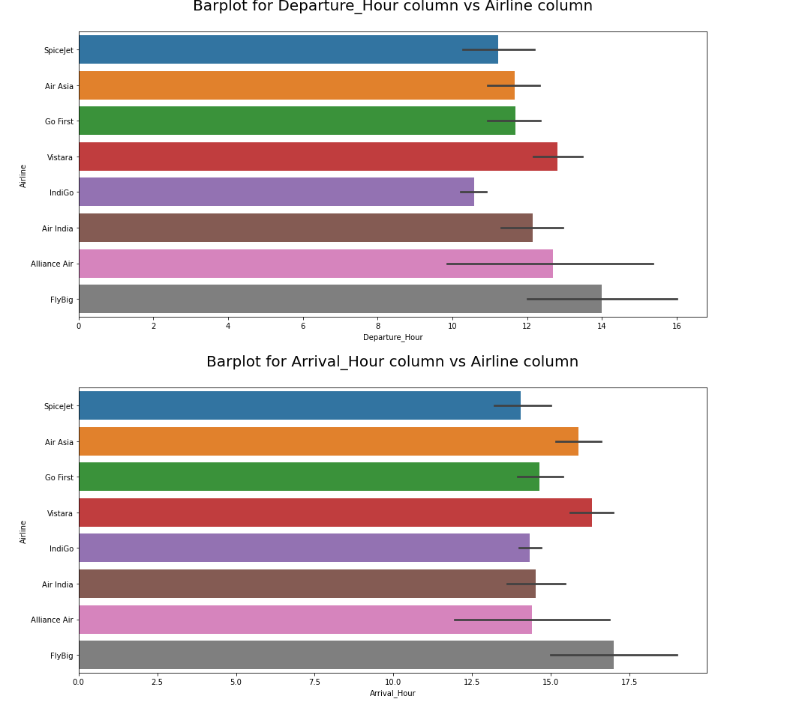 Barplot for Departure_Hour column vs Airline column
SpiceJet
Air Asia
Go First
Vistara
IndiGo
Air India
Alliance Air
FlyBig
Airline
0 2 4 6 8 10 12 14 16
Departure_Hour
Barplot for Arrival_Hour column vs Airline column
SpiceJet
Air Asia
Go First
Vistara
IndiGo
Air India
Alliance Air
FlyBig
Airline
0.0 2.5 5.0 7.5 10.0 12.5 15.0 17.5
Arrival_Hour